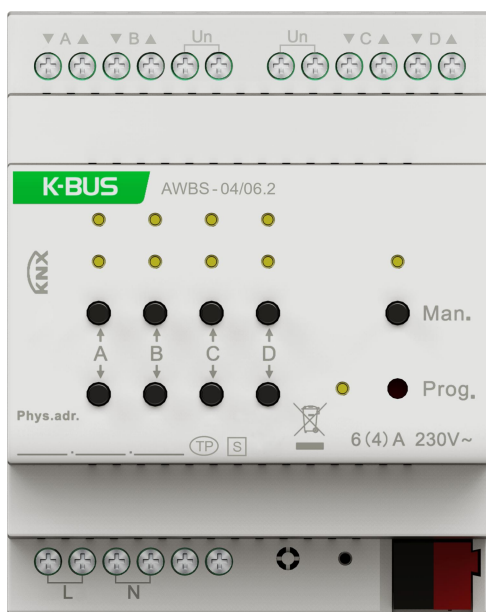 ▼ A ▲ ▼ B ▲ Un Un ▼ C ▲ ▼ D ▲
K-BUS AWBS-04/06.2
KNX
Man.
A B C D
Prog.
Phys.adr.
TP S 6(4)A 230V~
L N